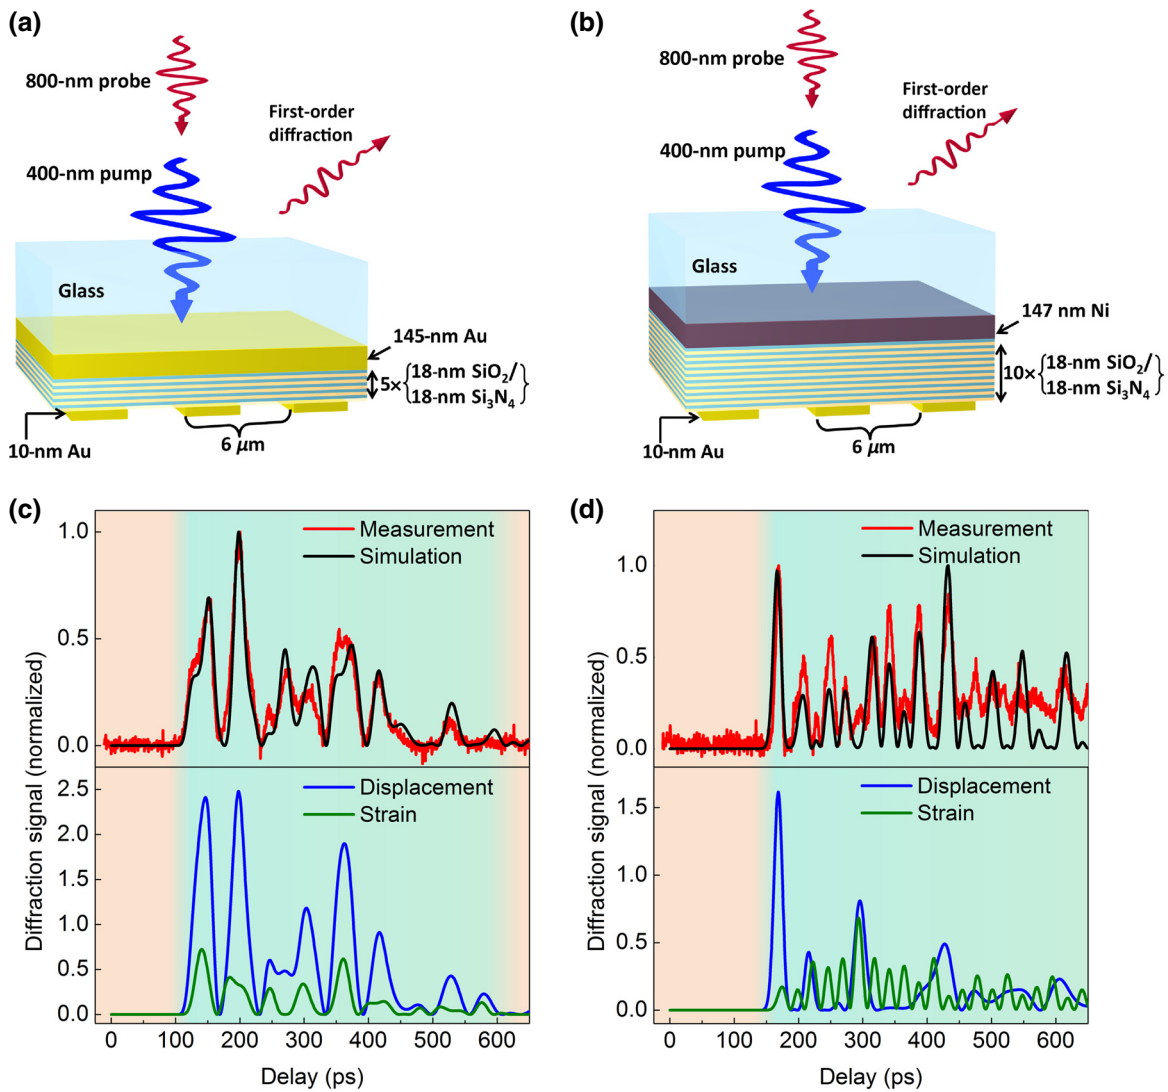 (a)
800-nm probe
First-order
diffraction
400-nm pump
Glass
145-nm Au
5×{18-nm SiO₂/
18-nm Si₃N₄}
10-nm Au
6 μm
(b)
800-nm probe
First-order
diffraction
400-nm pump
Glass
147 nm Ni
10×{18-nm SiO₂/
18-nm Si₃N₄}
10-nm Au
6 μm
(c)
Diffraction signal (normalized)
1.0
0.5
0.0
Measurement
Simulation
2.5
2.0
1.5
1.0
0.5
0.0
Displacement
Strain
0 100 200 300 400 500 600
Delay (ps)
(d)
Diffraction signal (normalized)
1.0
0.5
0.0
Measurement
Simulation
1.5
1.0
0.5
0.0
Displacement
Strain
0 100 200 300 400 500 600
Delay (ps)